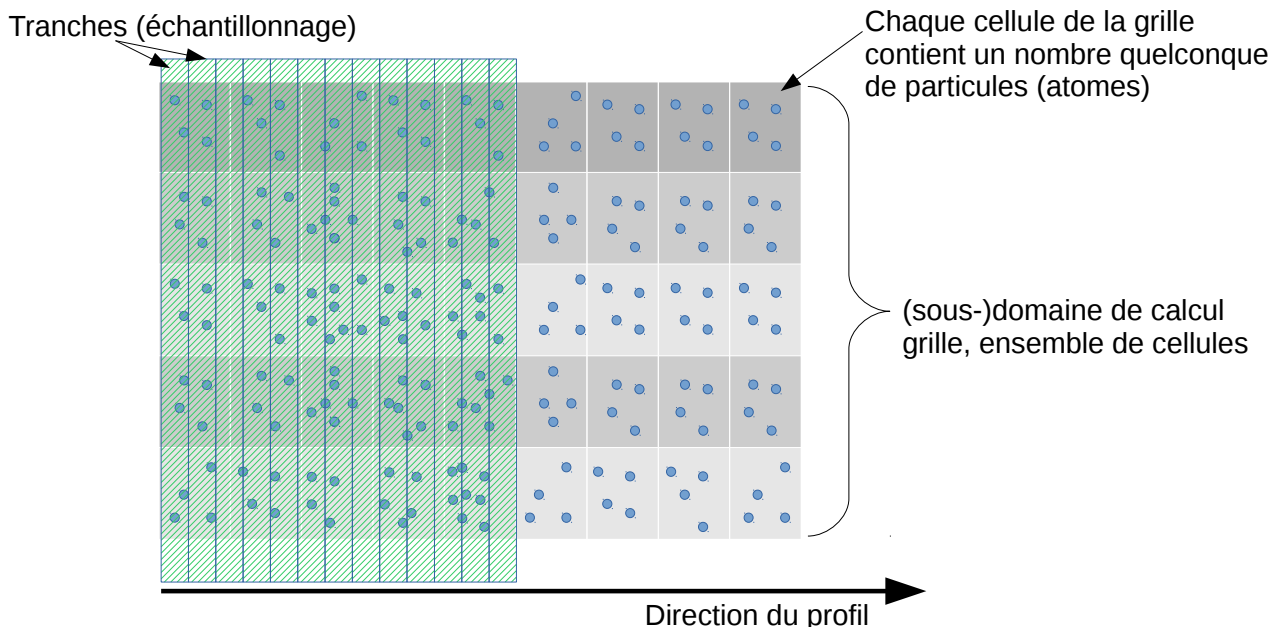 Tranches (échantillonnage)
Chaque cellule de la grille
contient un nombre quelconque
de particules (atomes)
(sous-)domaine de calcul
grille, ensemble de cellules
Direction du profil